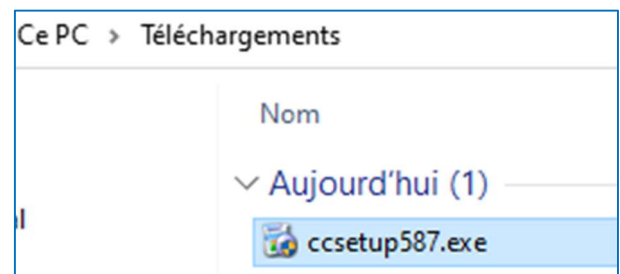 Ce PC > Téléchargements
Nom
Aujourd'hui (1)
l
ccsetup587.exe